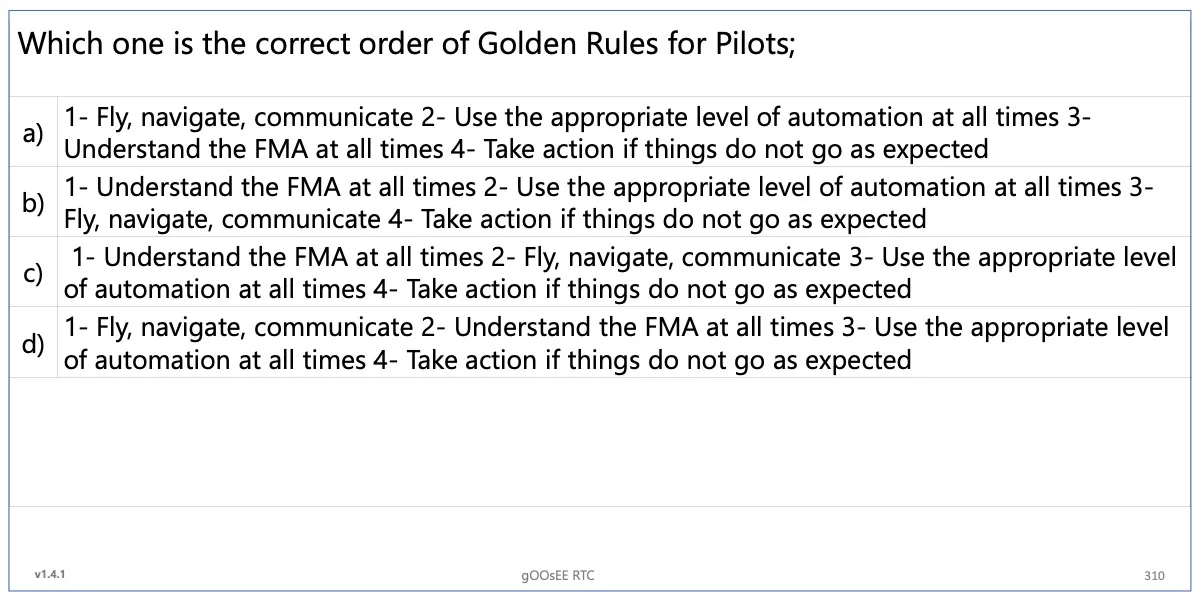 Which one is the correct order of Golden Rules for Pilots;
a) 1- Fly, navigate, communicate 2- Use the appropriate level of automation at all times 3-
Understand the FMA at all times 4- Take action if things do not go as expected
b) 1- Understand the FMA at all times 2- Use the appropriate level of automation at all times 3-
Fly, navigate, communicate 4- Take action if things do not go as expected
c) 1- Understand the FMA at all times 2- Fly, navigate, communicate 3- Use the appropriate level
of automation at all times 4- Take action if things do not go as expected
d) 1- Fly, navigate, communicate 2- Understand the FMA at all times 3- Use the appropriate level
of automation at all times 4- Take action if things do not go as expected
v1.4.1 gOOsEE RTC 310